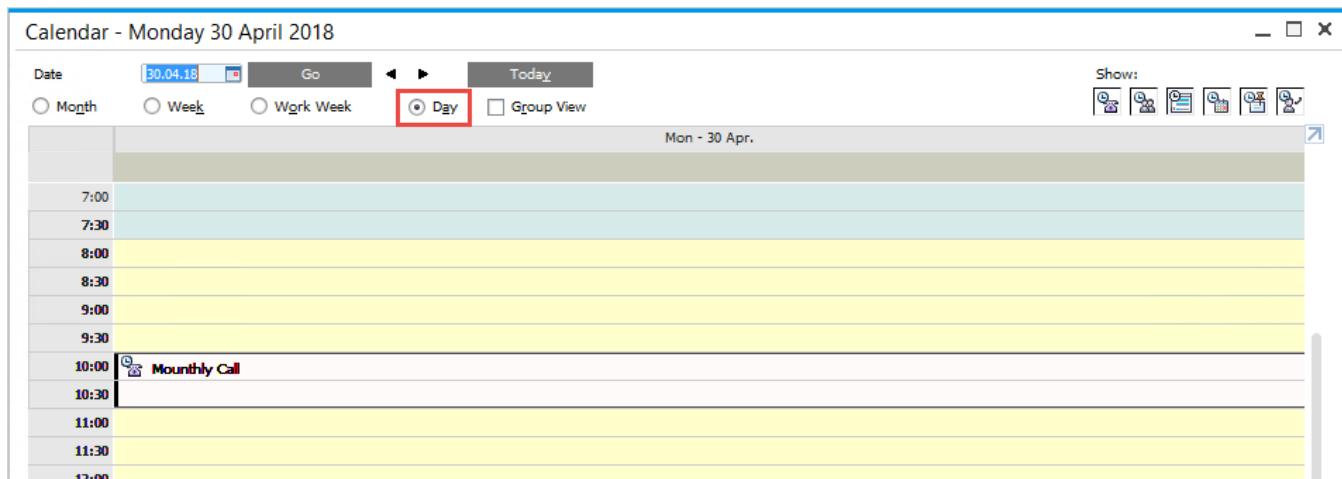 Calendar - Monday 30 April 2018
Date 30.04.18 Go Today Show:
Month Week Work Week Day Group View
Mon - 30 Apr.
7:00
7:30
8:00
8:30
9:00
9:30
10:00 Mounthly Call
10:30
11:00
11:30
12:00